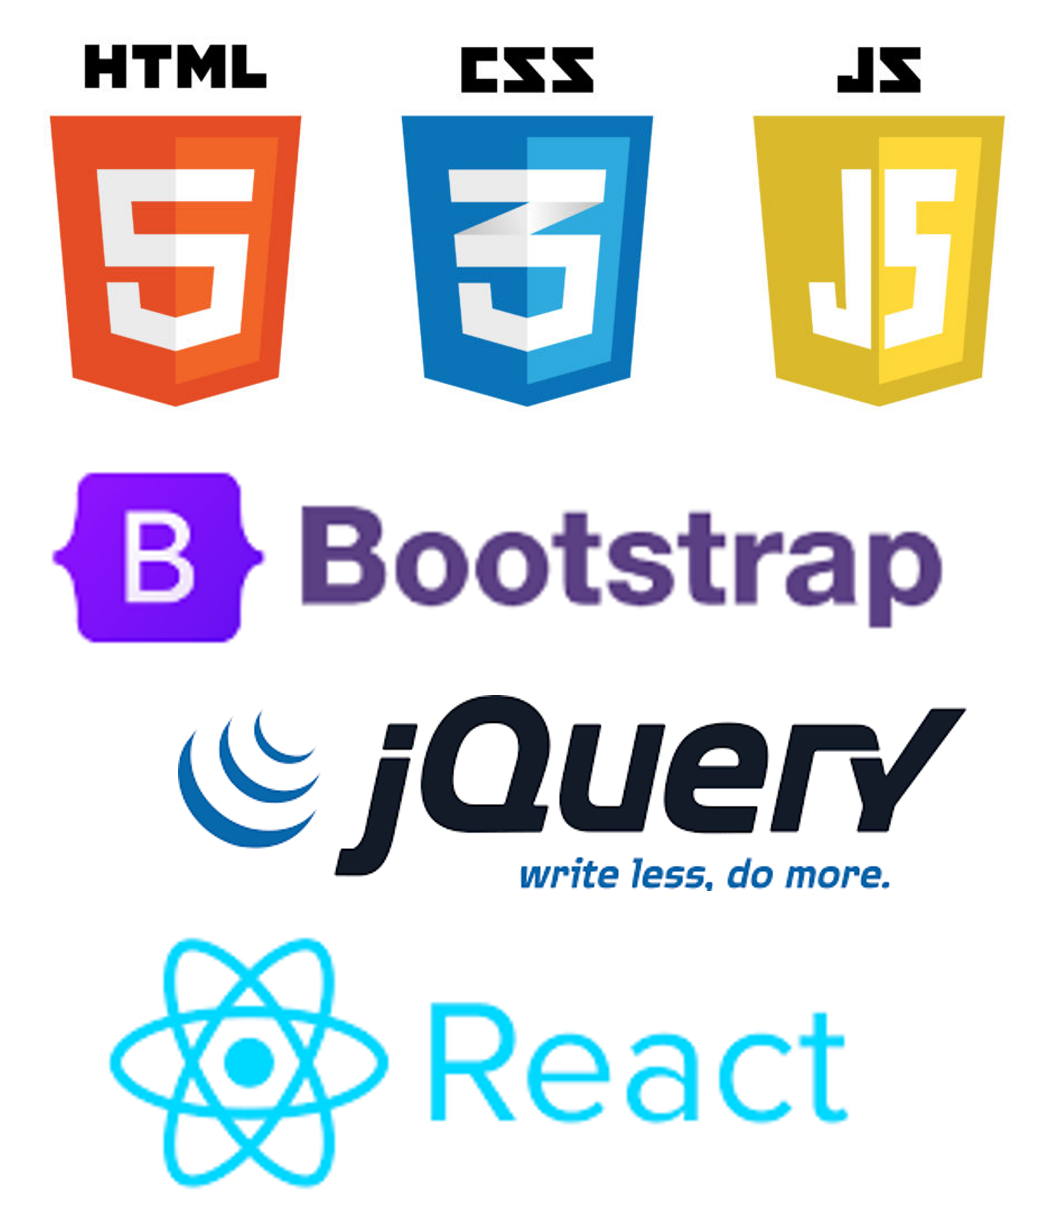 HTML CSS JS
5 3 JS
B Bootstrap
jQuery
write less, do more.
React